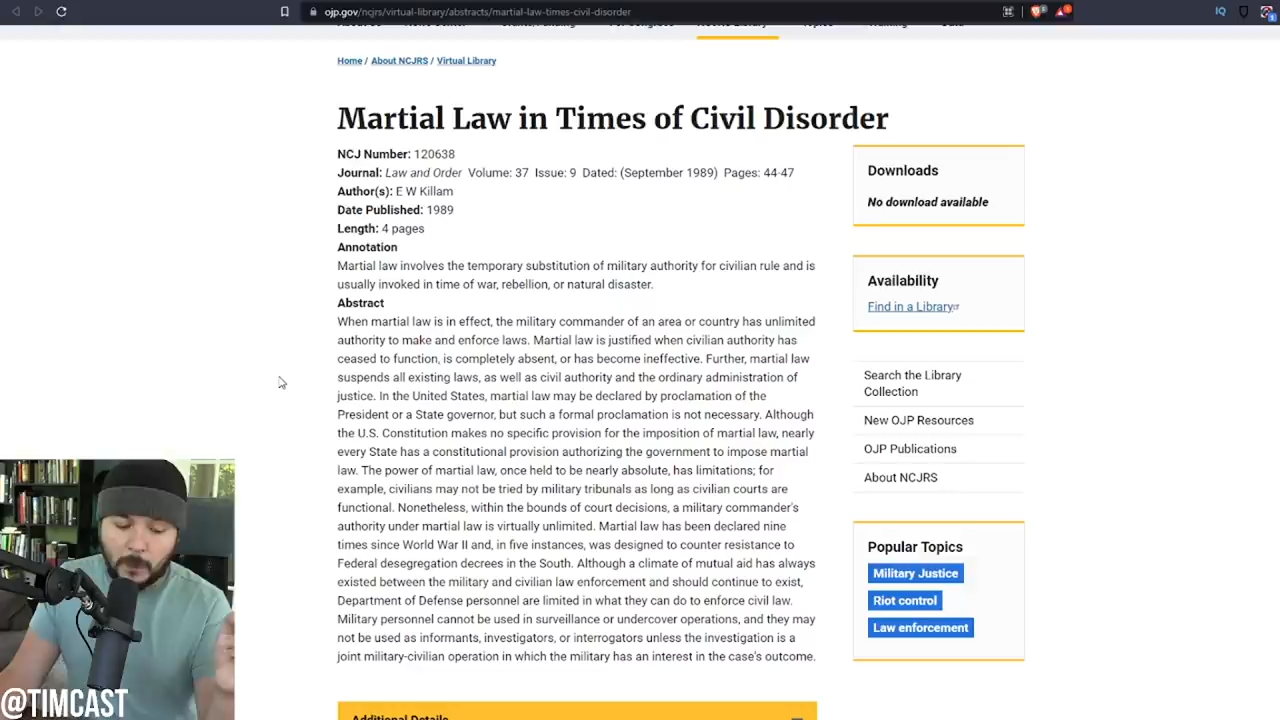 ojp.gov/ncjrs/virtual-library/abstracts/martial-law-times-civil-disorder
IQ
Home / About NCJRS / Virtual Library
Martial Law in Times of Civil Disorder
NCJ Number: 120638
Journal: Law and Order Volume: 37 Issue: 9 Dated: (September 1989) Pages: 44-47
Author(s): E W Killam
Date Published: 1989
Length: 4 pages
Annotation
Martial law involves the temporary substitution of military authority for civilian rule and is
usually invoked in time of war, rebellion, or natural disaster.
Abstract
When martial law is in effect, the military commander of an area or country has unlimited
authority to make and enforce laws. Martial law is justified when civilian authority has
ceased to function, is completely absent, or has become ineffective. Further, martial law
suspends all existing laws, as well as civil authority and the ordinary administration of
justice. In the United States, martial law may be declared by proclamation of the
President or a State governor, but such a formal proclamation is not necessary. Although
the U.S. Constitution makes no specific provision for the imposition of martial law, nearly
every State has a constitutional provision authorizing the government to impose martial
law. The power of martial law, once held to be nearly absolute, has limitations; for
example, civilians may not be tried by military tribunals as long as civilian courts are
functional. Nonetheless, within the bounds of court decisions, a military commander's
authority under martial law is virtually unlimited. Martial law has been declared nine
times since World War II and, in five instances, was designed to counter resistance to
Federal desegregation decrees in the South. Although a climate of mutual aid has always
existed between the military and civilian law enforcement and should continue to exist,
Department of Defense personnel are limited in what they can do to enforce civil law.
Military personnel cannot be used in surveillance or undercover operations, and they may
not be used as informants, investigators, or interrogators unless the investigation is a
joint military-civilian operation in which the military has an interest in the case's outcome.
Additional Details
Downloads
No download available
Availability
Find in a Library
Search the Library
Collection
New OJP Resources
OJP Publications
About NCJRS
Popular Topics
Military Justice
Riot control
Law enforcement
@TIMCAST